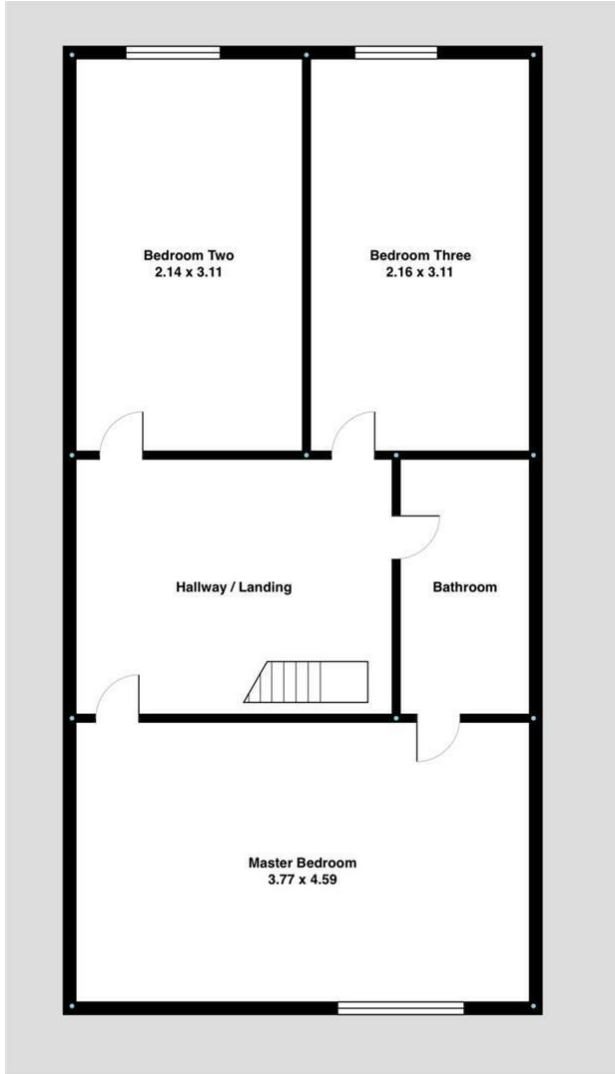 Bedroom Two
2.14 x 3.11
Bedroom Three
2.16 x 3.11
Hallway / Landing
Bathroom
Master Bedroom
3.77 x 4.59